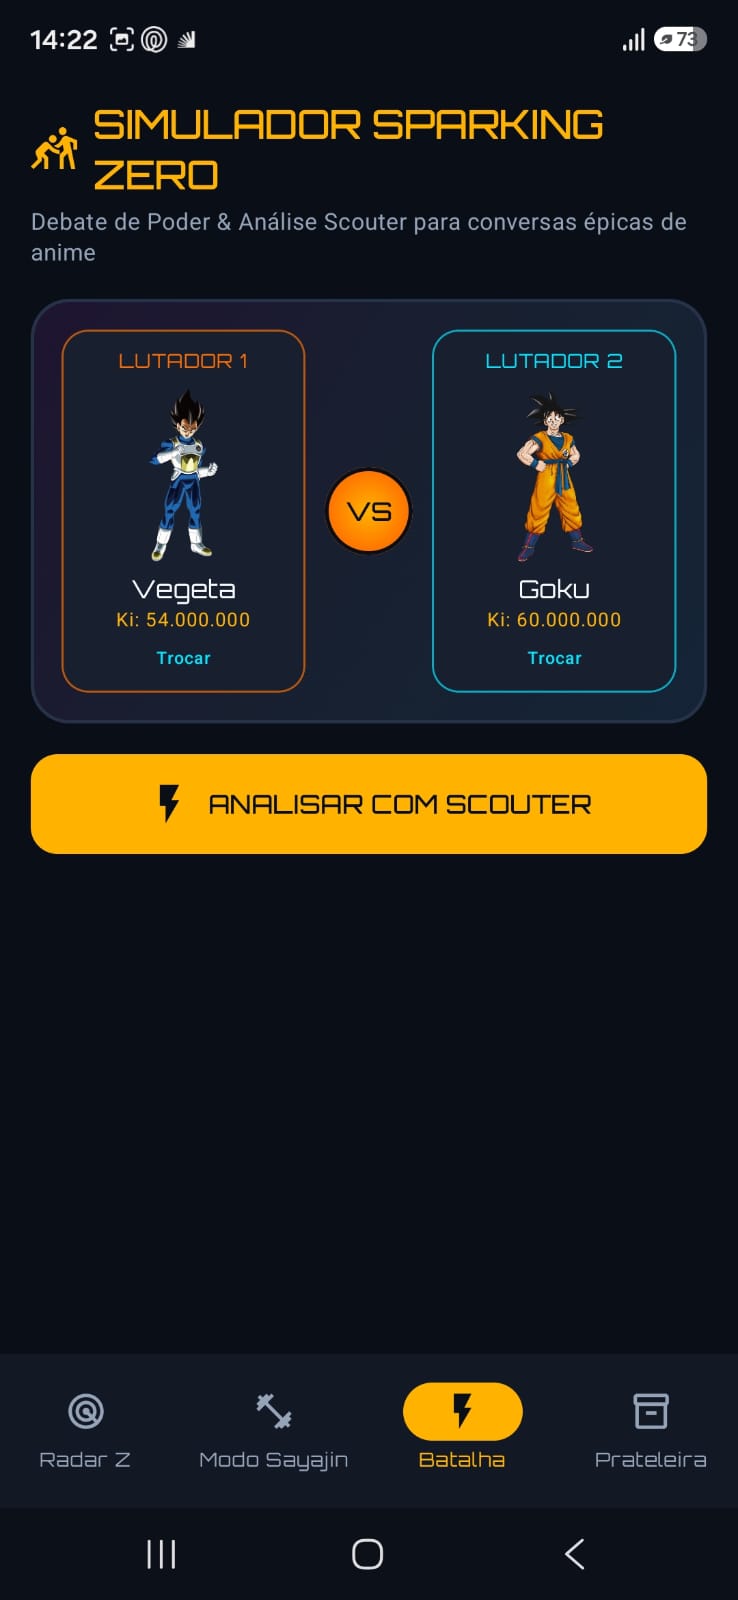 14:22
73
SIMULADOR SPARKING
ZERO
Debate de Poder & Análise Scouter para conversas épicas de
anime
LUTADOR 1
Vegeta
Ki: 54.000.000
Trocar
VS
LUTADOR 2
Goku
Ki: 60.000.000
Trocar
ANALISAR COM SCOUTER
Radar Z
Modo Sayajin
Batalha
Prateleira